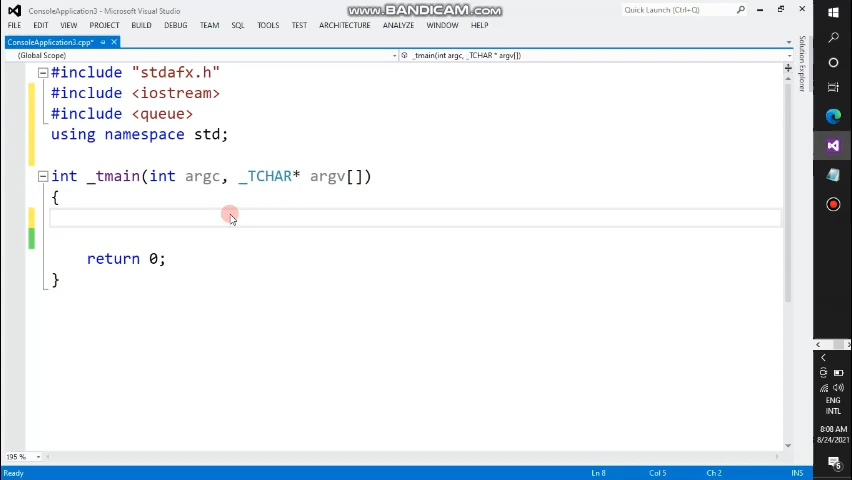 ConsoleApplication3 - Microsoft Visual Studio
www.BANDICAM.com
Quick Launch (Ctrl+Q)
FILE EDIT VIEW PROJECT BUILD DEBUG TEAM SQL TOOLS TEST ARCHITECTURE ANALYZE WINDOW HELP
ConsoleApplication3.cpp*
(Global Scope)
_tmain(int argc, _TCHAR * argv[])
Solution Explorer
#include "stdafx.h"
#include <iostream>
#include <queue>
using namespace std;
int _tmain(int argc, _TCHAR* argv[])
{
return 0;
}
195 %
Ready
Ln 8
Col 5
Ch 2
INS
ENG
INTL
8:08 AM
8/24/2021